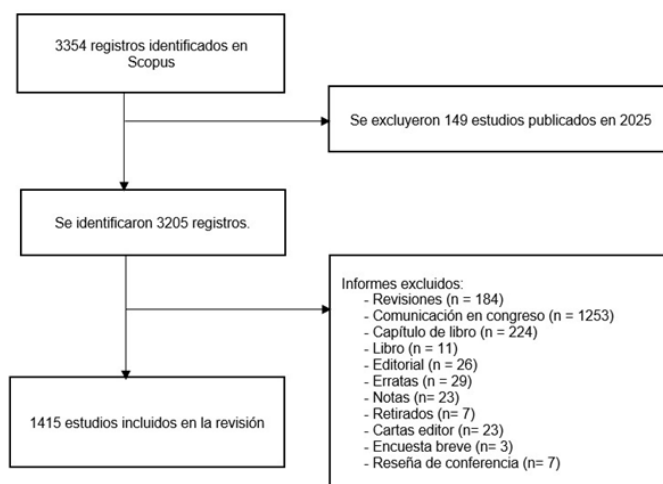 3354 registros identificados en
Scopus
Se excluyeron 149 estudios publicados en 2025
Se identificaron 3205 registros.
Informes excluidos:
- Revisiones (n = 184)
- Comunicación en congreso (n = 1253)
- Capítulo de libro (n = 224)
- Libro (n = 11)
- Editorial (n = 26)
- Erratas (n = 29)
- Notas (n = 23)
- Retirados (n = 7)
- Cartas editor (n= 23)
- Encuesta breve (n = 3)
- Reseña de conferencia (n= 7)
1415 estudios incluidos en la revisión